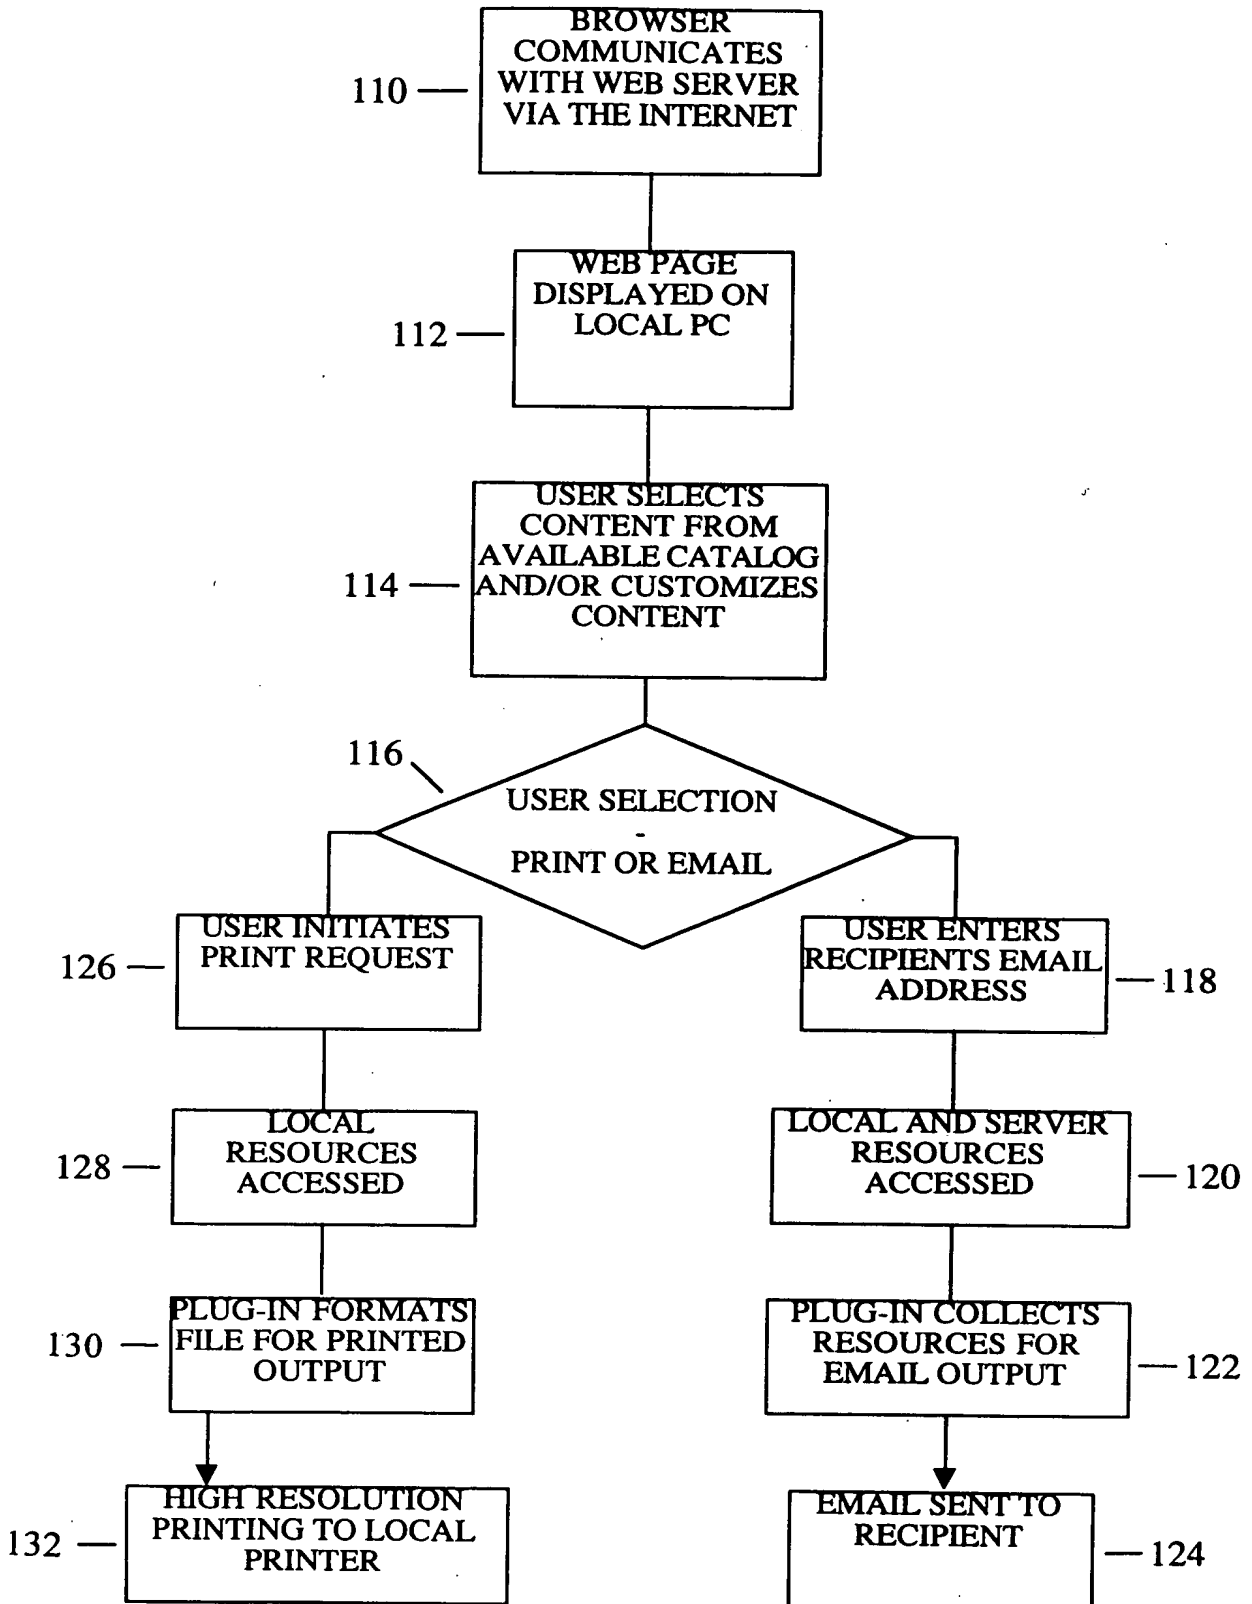 BROWSER
COMMUNICATES
WITH WEB SERVER
VIA THE INTERNET
110
WEB PAGE
DISPLAYED ON
LOCAL PC
112
USER SELECTS
CONTENT FROM
AVAILABLE CATALOG
AND/OR CUSTOMIZES
CONTENT
114
116
USER SELECTION
-
PRINT OR EMAIL
USER INITIATES
PRINT REQUEST
126
USER ENTERS
RECIPIENTS EMAIL
ADDRESS
118
LOCAL
RESOURCES
ACCESSED
128
LOCAL AND SERVER
RESOURCES
ACCESSED
120
PLUG-IN FORMATS
FILE FOR PRINTED
OUTPUT
130
PLUG-IN COLLECTS
RESOURCES FOR
EMAIL OUTPUT
122
HIGH RESOLUTION
PRINTING TO LOCAL
PRINTER
132
EMAIL SENT TO
RECIPIENT
124